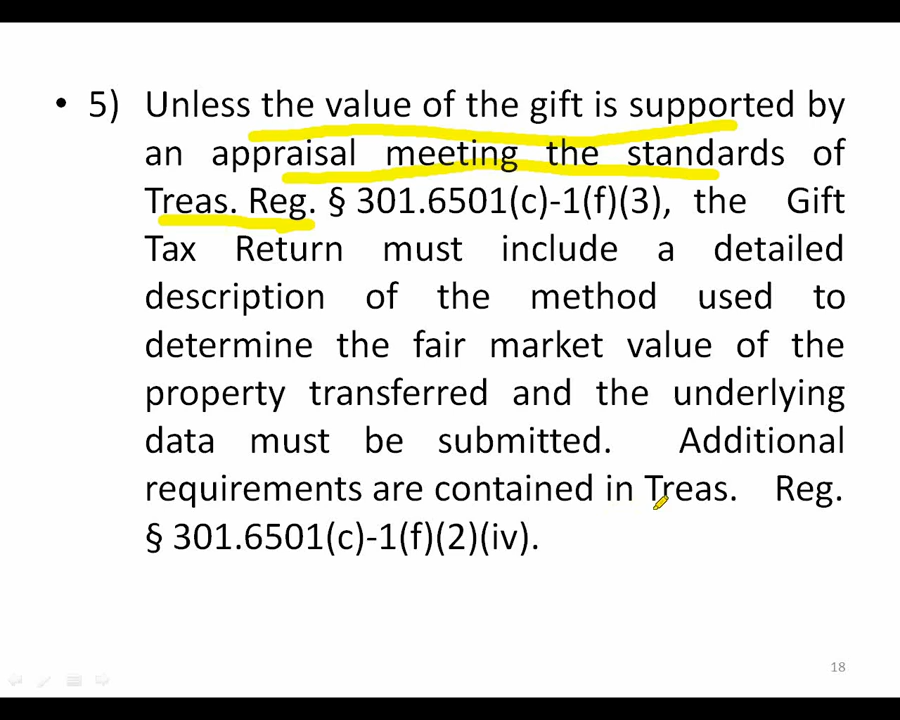 • 5) Unless the value of the gift is supported by
an appraisal meeting the standards of
Treas. Reg. § 301.6501(c)-1(f)(3), the Gift
Tax Return must include a detailed
description of the method used to
determine the fair market value of the
property transferred and the underlying
data must be submitted. Additional
requirements are contained in Treas. Reg.
§ 301.6501(c)-1(f)(2)(iv).
18